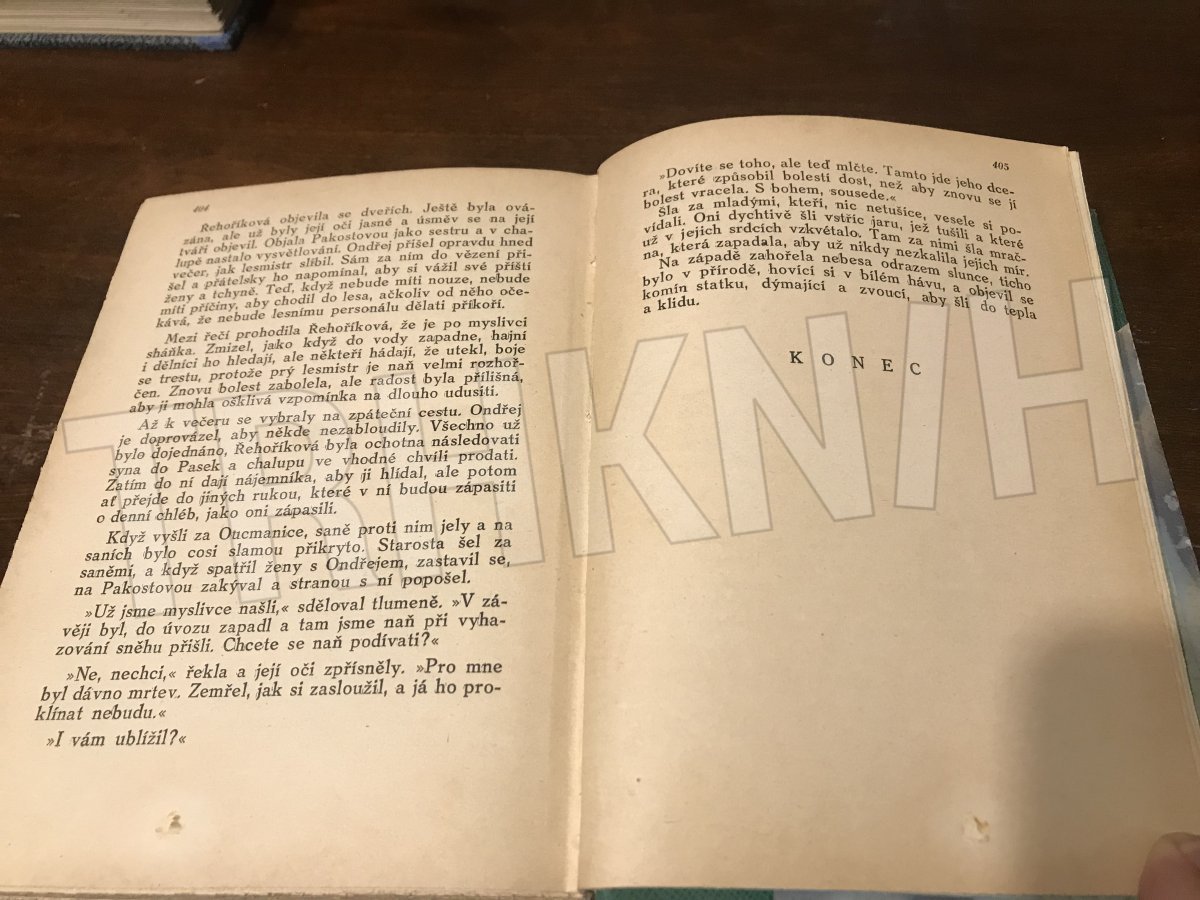 404
Řehoříková objevila se dveřích. Ještě byla ová-
zána, ale už byly její oči jasné a úsměv se na její
tváři objevil. Objala Pakostovou jako sestru a v cha-
lupě nastalo vysvětlování. Ondřej přišel opravdu hned
večer, jak lesmistr slíbil. Sám za ním do vězení při-
šel a přátelsky ho napomínal, aby si vážil své příští
ženy a tchyně. Teď, když nebude míti nouze, nebude
míti příčiny, aby chodil do lesa, ačkoliv od něho oče-
kává, že nebude lesnímu personálu dělati příkoří.
Mezi řečí prohodila Řehoříková, že je po myslivci
sháňka. Zmizel, jako když do vody zapadne, hajní
i dělníci ho hledají, ale někteří hádají, že utekl, boje
se trestu, protože prý lesmistr je naň velmi rozhoř-
čen. Znovu bolest zabolela, ale radost byla přílišná,
aby ji mohla ošklivá vzpomínka na dlouho udusiti.
Až k večeru se vybraly na zpáteční cestu. Ondřej
je doprovázel, aby někde nezabloudily. Všechno už
bylo dojednáno, Řehoříková byla ochotna následovati
syna do Pasek a chalupu ve vhodné chvíli prodati.
Zatím do ní dají nájemníka, aby ji hlídal, ale potom
ať přejde do jiných rukou, které v ní budou zápasiti
o denní chléb, jako oni zápasili.
Když vyšli za Oucmanice, saně proti nim jely a na
saních bylo cosi slamou přikryto. Starosta šel za
saněmi, a když spatřil ženy s Ondřejem, zastavil se,
na Pakostovou zakýval a stranou s ní popošel.
»Už jsme myslivce našli,« sděloval tlumeně. »V zá-
věji byl, do úvozu zapadl a tam jsme naň při vyha-
zování sněhu přišli. Chcete se naň podívati?«
»Ne, nechci,« řekla a její oči zpřísněly. »Pro mne
byl dávno mrtev. Zemřel, jak si zasloužil, a já ho pro-
klínat nebudu.«
»I vám ublížil?«
405
»Dovíte se toho, ale teď mlčte. Tamto jde jeho dce-
ra, které způsobil bolestí dost, než aby znovu se jí
bolest vracela. S bohem, sousede.«
Šla za mladými, kteří, nic netušíce, vesele si po-
vídali. Oni dychtivě šli vstříc jaru, jež tušili a které
už v jejich srdcích vzkvétalo. Tam za nimi šla mrač-
na, která zapadala, aby už nikdy nezkalila jejich mír.
Na západě zahořela nebesa odrazem slunce, ticho
bylo v přírodě, hovící si v bílém hávu, a objevil se
komín statku, dýmající a zvoucí, aby šli do tepla
a klidu.
KONEC
TRHKNIH